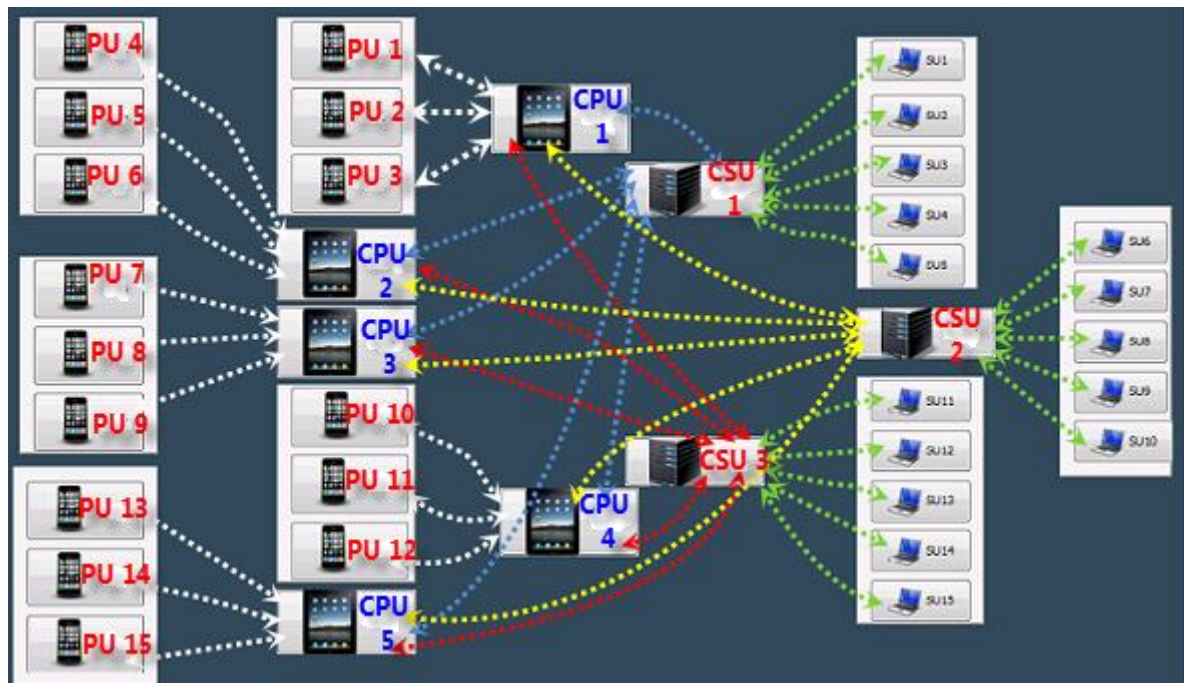 PU 4
PU 5
PU 6
PU 1
PU 2
PU 3
CPU
1
CSU
1
SU1
SU2
SU3
SU4
SU5
CPU
2
PU 7
PU 8
PU 9
CPU
3
CSU
2
SU6
SU7
SU8
SU9
SU10
PU 10
PU 11
PU 12
CSU 3
CPU
4
SU11
SU12
SU13
SU14
SU15
PU 13
PU 14
PU 15
CPU
5